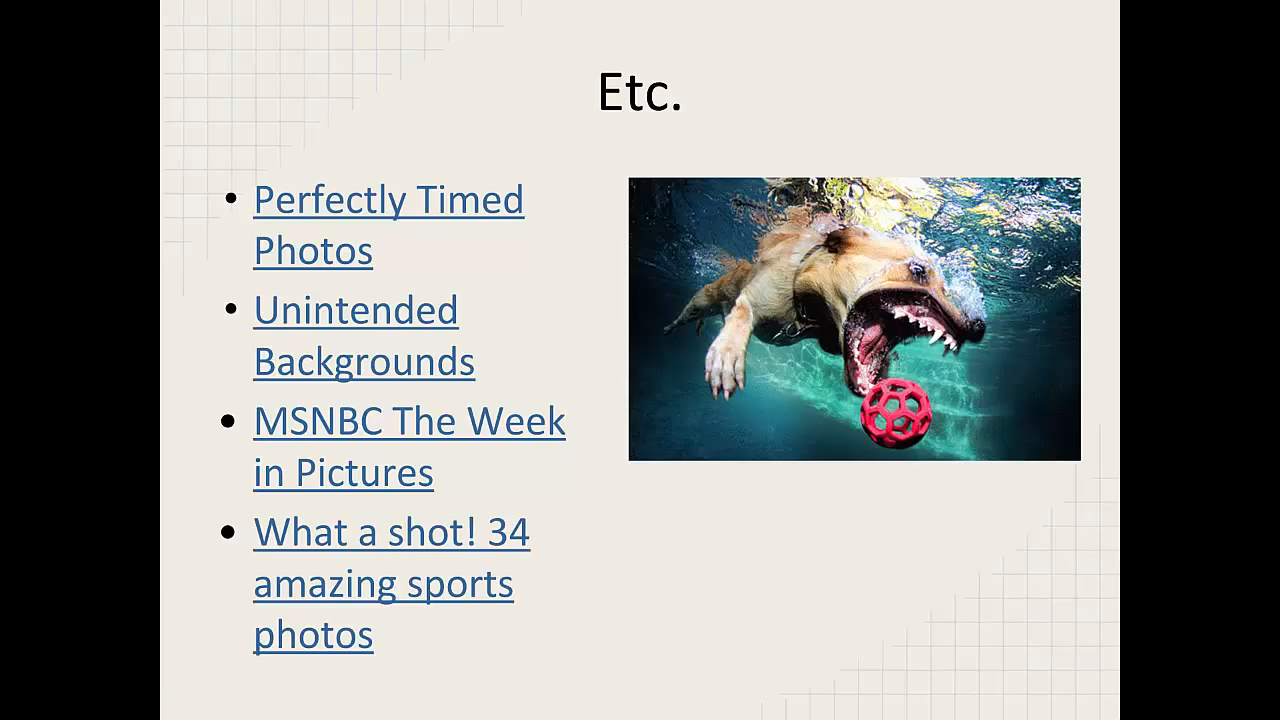 Etc.
• Perfectly Timed
Photos
• Unintended
Backgrounds
• MSNBC The Week
in Pictures
• What a shot! 34
amazing sports
photos